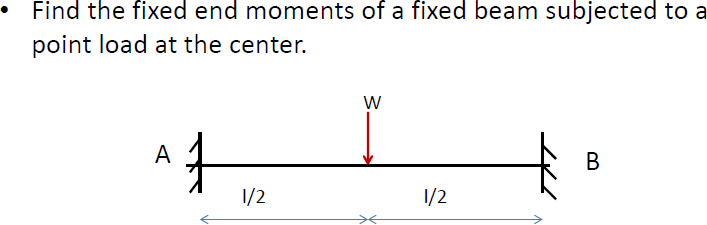 • Find the fixed end moments of a fixed beam subjected to a
point load at the center.
W
A
B
l/2 l/2